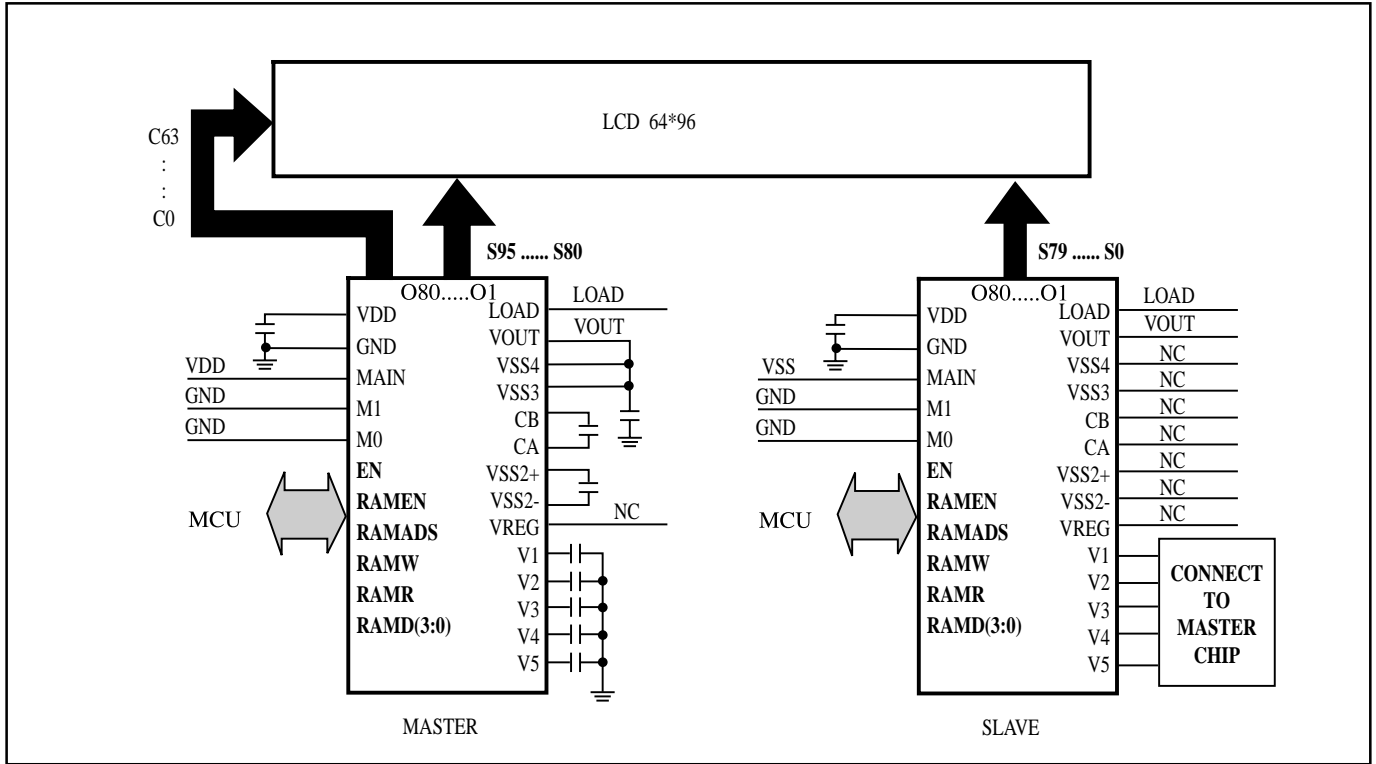 LCD 64*96
C63
:
:
C0
S95 ...... S80
S79 ...... S0
O80.....O1
VDD
GND
MAIN
M1
M0
EN
RAMEN
RAMADS
RAMW
RAMR
RAMD(3:0)
VDD
GND
GND
MCU
LOAD
VOUT
VSS4
VSS3
CB
CA
VSS2+
VSS2-
VREG
V1
V2
V3
V4
V5
LOAD
VOUT
NC
MASTER
O80.....O1
VDD
GND
MAIN
M1
M0
EN
RAMEN
RAMADS
RAMW
RAMR
RAMD(3:0)
VSS
GND
GND
MCU
LOAD
VOUT
VSS4
VSS3
CB
CA
VSS2+
VSS2-
VREG
V1
V2
V3
V4
V5
LOAD
VOUT
NC
NC
NC
NC
NC
NC
NC
CONNECT
TO
MASTER
CHIP
SLAVE